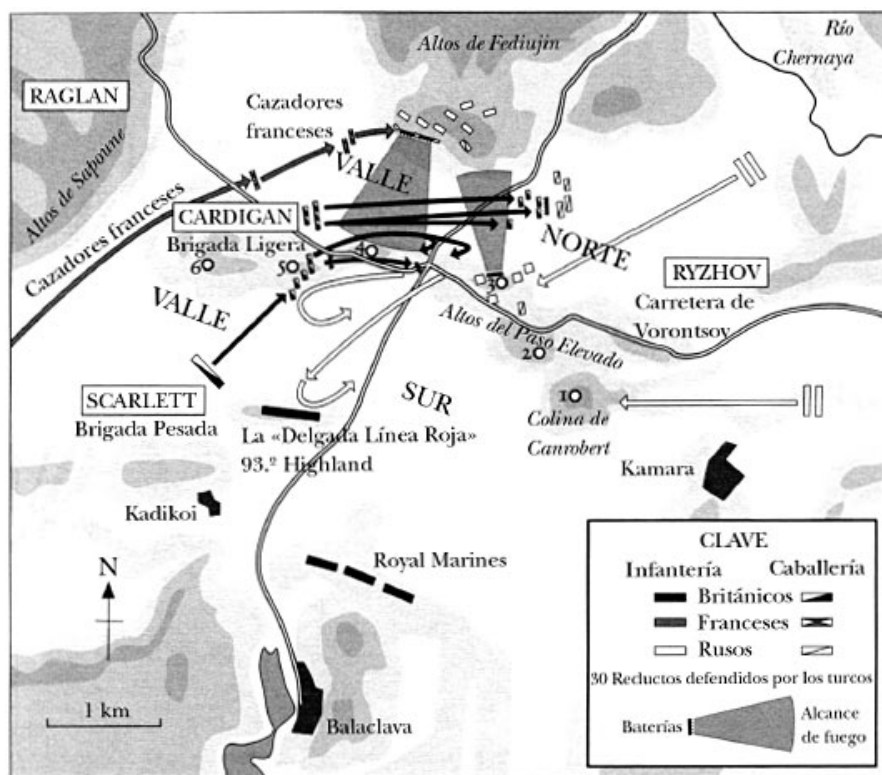 Altos de Fediujin
Río
Chernaya
RAGLAN
Cazadores
franceses
VALLE
Altos de Sapoune
Cazadores franceses
CARDIGAN
Brigada Ligera
NORTE
RYZHOV
Carretera de
Vorontsov
6
5
4
3
VALLE
Altos del Paso Elevado
2
SCARLETT
Brigada Pesada
SUR
1
Colina de
Canrobert
La «Delgada Línea Roja»
93.º Highland
Kamara
Kadikoi
Royal Marines
N
1 km
Balaclava
CLAVE
Infantería Caballería
Británicos
Franceses
Rusos
30 Reductos defendidos por los turcos
Baterías
Alcance
de fuego